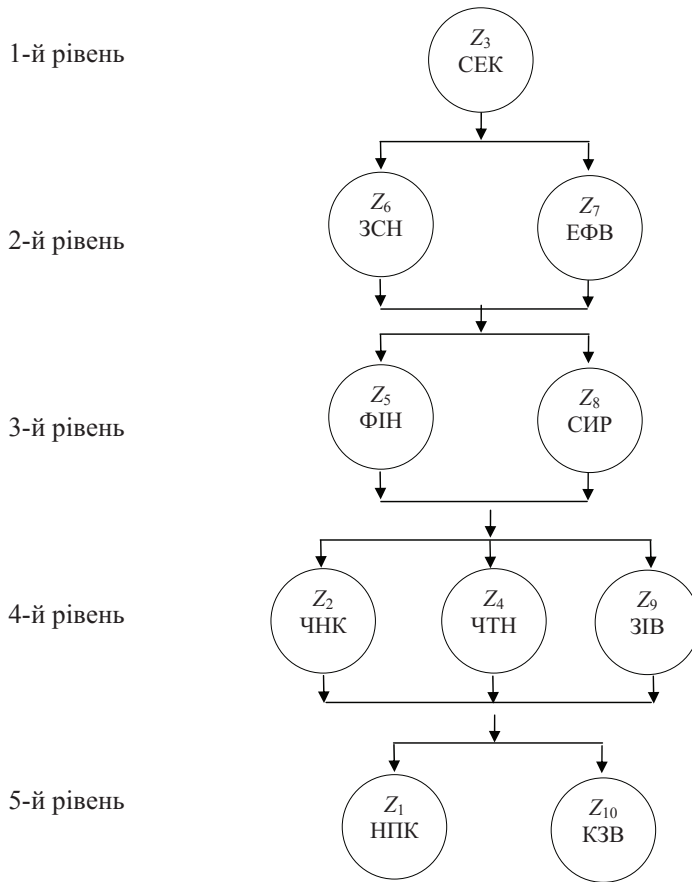 1-й рівень
Z3
СЕК
2-й рівень
Z6
ЗСН
Z7
ЕФВ
3-й рівень
Z5
ФІН
Z8
СИР
4-й рівень
Z2
ЧНК
Z4
ЧТН
Z9
ЗІВ
5-й рівень
Z1
НПК
Z10
КЗВ